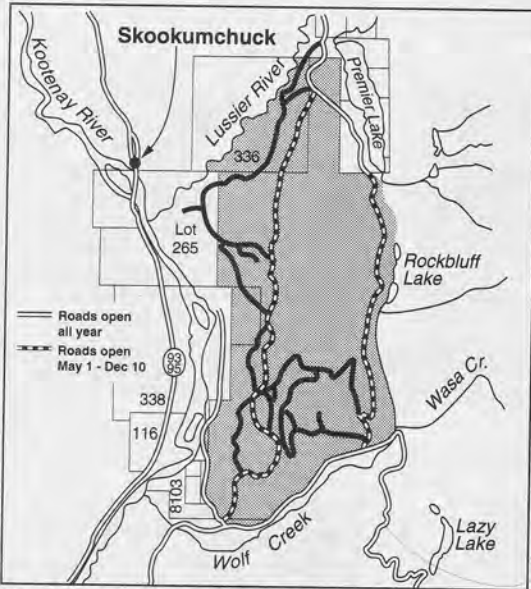 Skookumchuck
Kootenay
River
Lussier River
Premier Lake
336
Lot
265
Rockbluff
Lake
Roads open
all year
Roads open
May 1 - Dec 10
93
95
338
116
8103
Wasa Cr.
Wolf Creek
Lazy
Lake